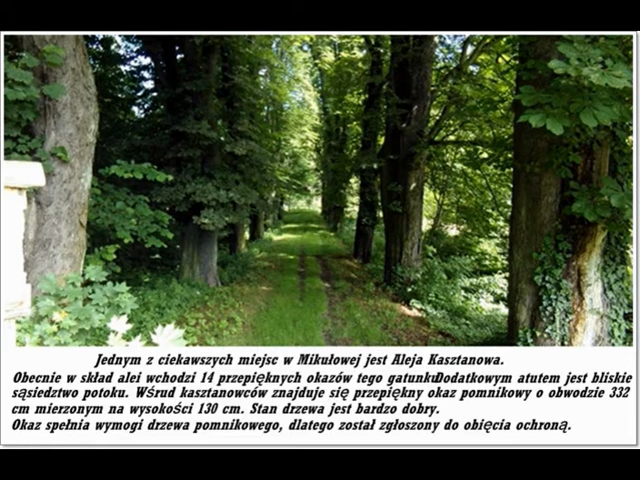 Jednym z ciekawszych miejsc w Mikułowej jest Aleja Kasztanowa.
Obecnie w skład alei wchodzi 14 przepięknych okazów tego gatunku Dodatkowym atutem jest bliskie
sąsiedztwo potoku. Wśrud kasztanowców znajduje się przepiękny okaz pomnikowy o obwodzie 332
cm mierzonym na wysokości 130 cm. Stan drzewa jest bardzo dobry.
Okaz spełnia wymogi drzewa pomnikowego, dlatego został zgłoszony do obięcia ochroną.